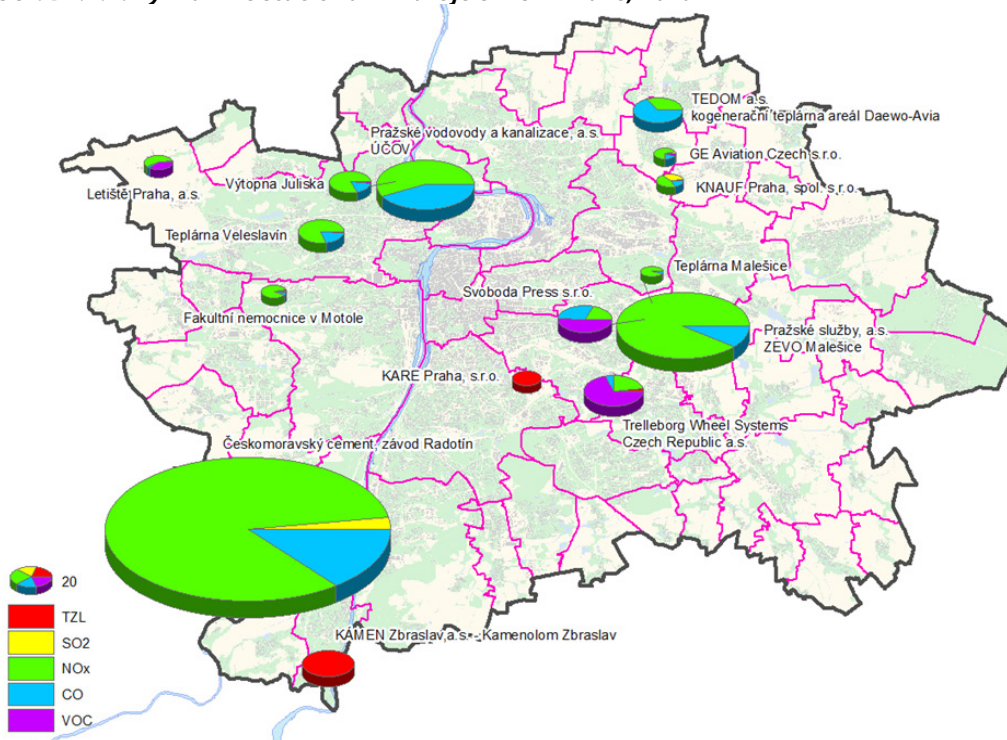 TEDOM a.s.
kogenerační teplárna areál Daewo-Avia
Pražské vodovody a kanalizace, a.s.
ÚČOV
GE Aviation Czech s.r.o.
Výtopna Juliska
KNAUF Praha, spol. s r.o.
Letiště Praha, a.s.
Teplárna Veleslavín
Teplárna Malešice
Svoboda Press s.r.o.
Fakultní nemocnice v Motole
Pražské služby, a.s.
ZEVO Malešice
KARE Praha, s.r.o.
Trelleborg Wheel Systems
Czech Republic a.s.
Českomoravský cement, závod Radotín
20
TZL
SO2
NOx
CO
VOC
KÁMEN Zbraslav,a.s. - Kamenolom Zbraslav